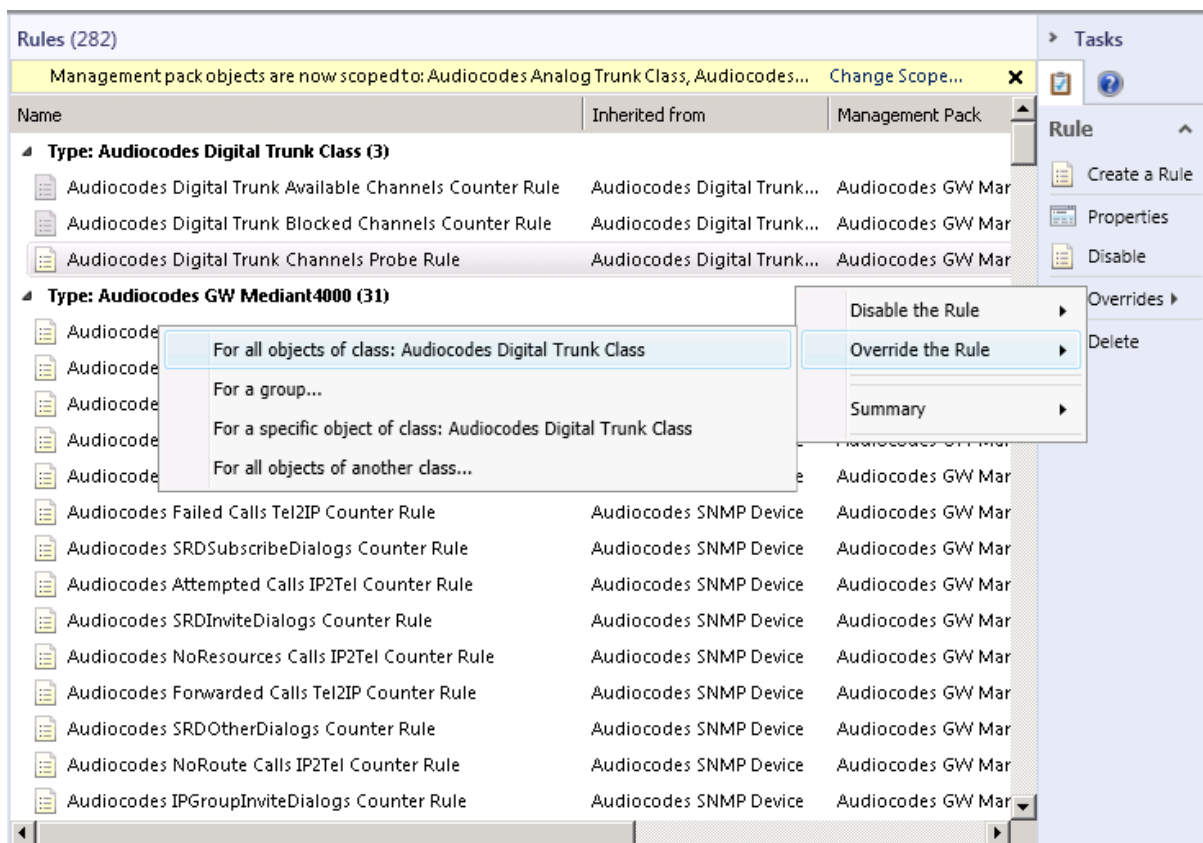 Rules (282)
Management pack objects are now scoped to: Audiocodes Analog Trunk Class, Audiocodes... Change Scope...
Name Inherited from Management Pack
Type: Audiocodes Digital Trunk Class (3)
Audiocodes Digital Trunk Available Channels Counter Rule Audiocodes Digital Trunk... Audiocodes GW Mar
Audiocodes Digital Trunk Blocked Channels Counter Rule Audiocodes Digital Trunk... Audiocodes GW Mar
Audiocodes Digital Trunk Channels Probe Rule Audiocodes Digital Trunk... Audiocodes GW Mar
Type: Audiocodes GW Mediant4000 (31)
Audiocode
Audiocode
Audiocode
Audiocode
Audiocode Audiocodes GW Mar
Audiocodes Failed Calls Tel2IP Counter Rule Audiocodes SNMP Device Audiocodes GW Mar
Audiocodes SRDSubscribeDialogs Counter Rule Audiocodes SNMP Device Audiocodes GW Mar
Audiocodes Attempted Calls IP2Tel Counter Rule Audiocodes SNMP Device Audiocodes GW Mar
Audiocodes SRDInviteDialogs Counter Rule Audiocodes SNMP Device Audiocodes GW Mar
Audiocodes NoResources Calls IP2Tel Counter Rule Audiocodes SNMP Device Audiocodes GW Mar
Audiocodes Forwarded Calls Tel2IP Counter Rule Audiocodes SNMP Device Audiocodes GW Mar
Audiocodes SRDOtherDialogs Counter Rule Audiocodes SNMP Device Audiocodes GW Mar
Audiocodes NoRoute Calls IP2Tel Counter Rule Audiocodes SNMP Device Audiocodes GW Mar
Audiocodes IPGroupInviteDialogs Counter Rule Audiocodes SNMP Device Audiocodes GW Mar
For all objects of class: Audiocodes Digital Trunk Class
For a group...
For a specific object of class: Audiocodes Digital Trunk Class
For all objects of another class...
Disable the Rule
Override the Rule
Summary
Tasks
Rule
Create a Rule
Properties
Disable
Overrides
Delete